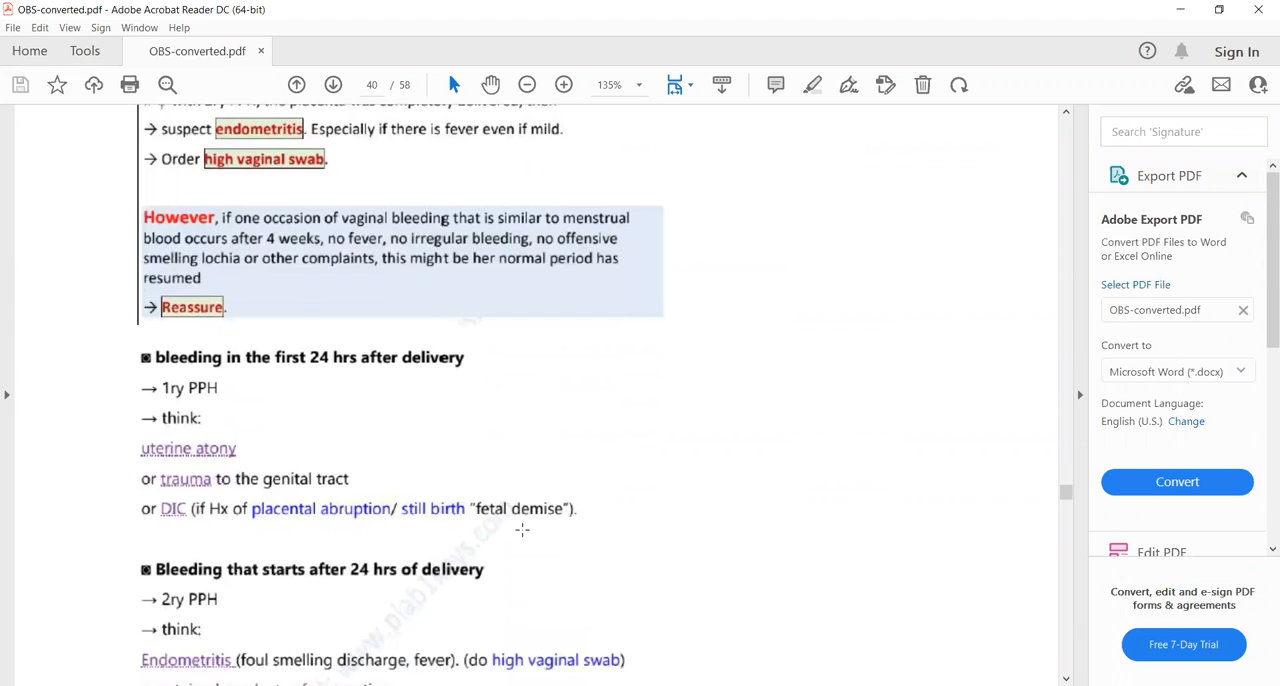 OBS-converted.pdf - Adobe Acrobat Reader DC (64-bit)
File Edit View Sign Window Help
Home Tools OBS-converted.pdf × Sign In
40 / 58 135%
→ suspect endometritis. Especially if there is fever even if mild.
→ Order high vaginal swab.
However, if one occasion of vaginal bleeding that is similar to menstrual
blood occurs after 4 weeks, no fever, no irregular bleeding, no offensive
smelling lochia or other complaints, this might be her normal period has
resumed
→ Reassure.
◙ bleeding in the first 24 hrs after delivery
→ 1ry PPH
→ think:
uterine atony
or trauma to the genital tract
or DIC (if Hx of placental abruption/ still birth "fetal demise").
◙ Bleeding that starts after 24 hrs of delivery
→ 2ry PPH
→ think:
Endometritis (foul smelling discharge, fever). (do high vaginal swab)
Search 'Signature'
Export PDF
Adobe Export PDF
Convert PDF Files to Word
or Excel Online
Select PDF File
OBS-converted.pdf
Convert to
Microsoft Word (*.docx)
Document Language:
English (U.S.) Change
Convert
Edit PDF
Convert, edit and e-sign PDF
forms & agreements
Free 7-Day Trial